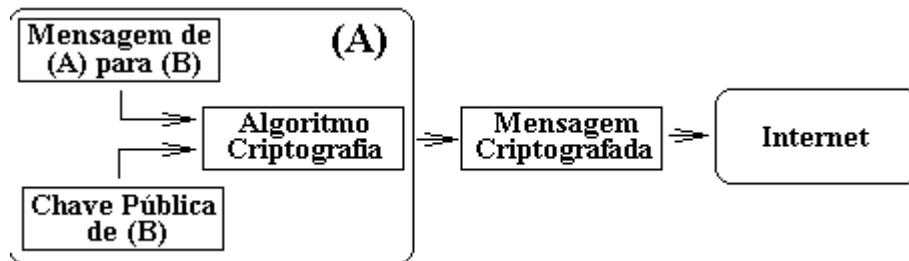 Mensagem de
(A) para (B)
(A)
Algoritmo
Criptografia
Chave Pública
de (B)
Mensagem
Criptografada
Internet